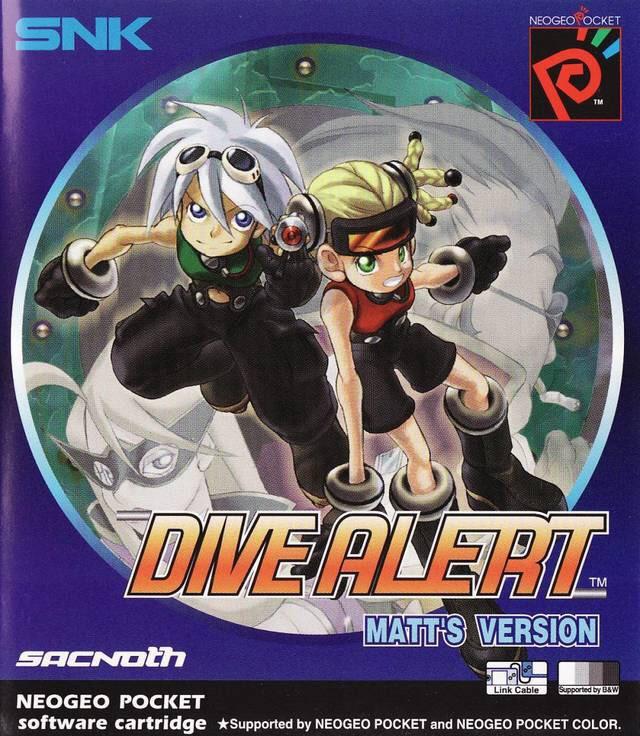 SNK
NEOGEO POCKET
TM
DIVE ALERT
TM
MATT'S VERSION
SACNOTH
Link Cable
Supported by B&W
NEOGEO POCKET
software cartridge ★Supported by NEOGEO POCKET and NEOGEO POCKET COLOR.